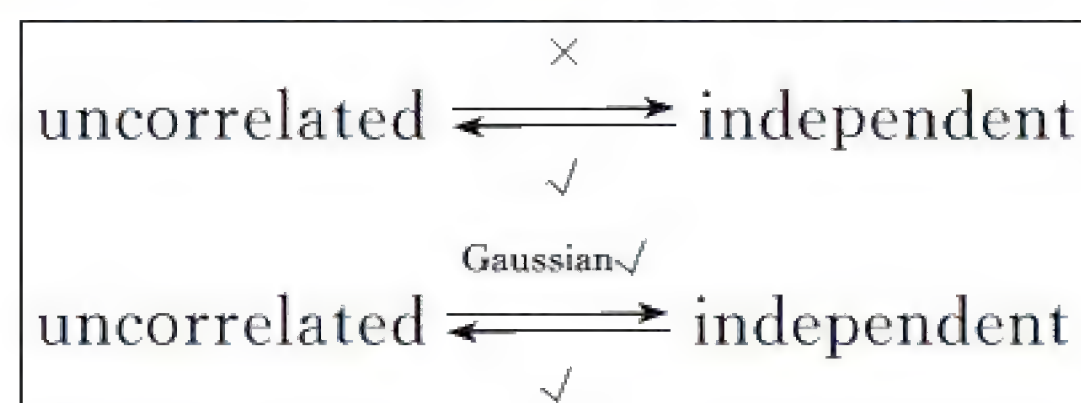 ×
uncorrelated ⇄ independent
√
Gaussian√
uncorrelated ⇄ independent
√